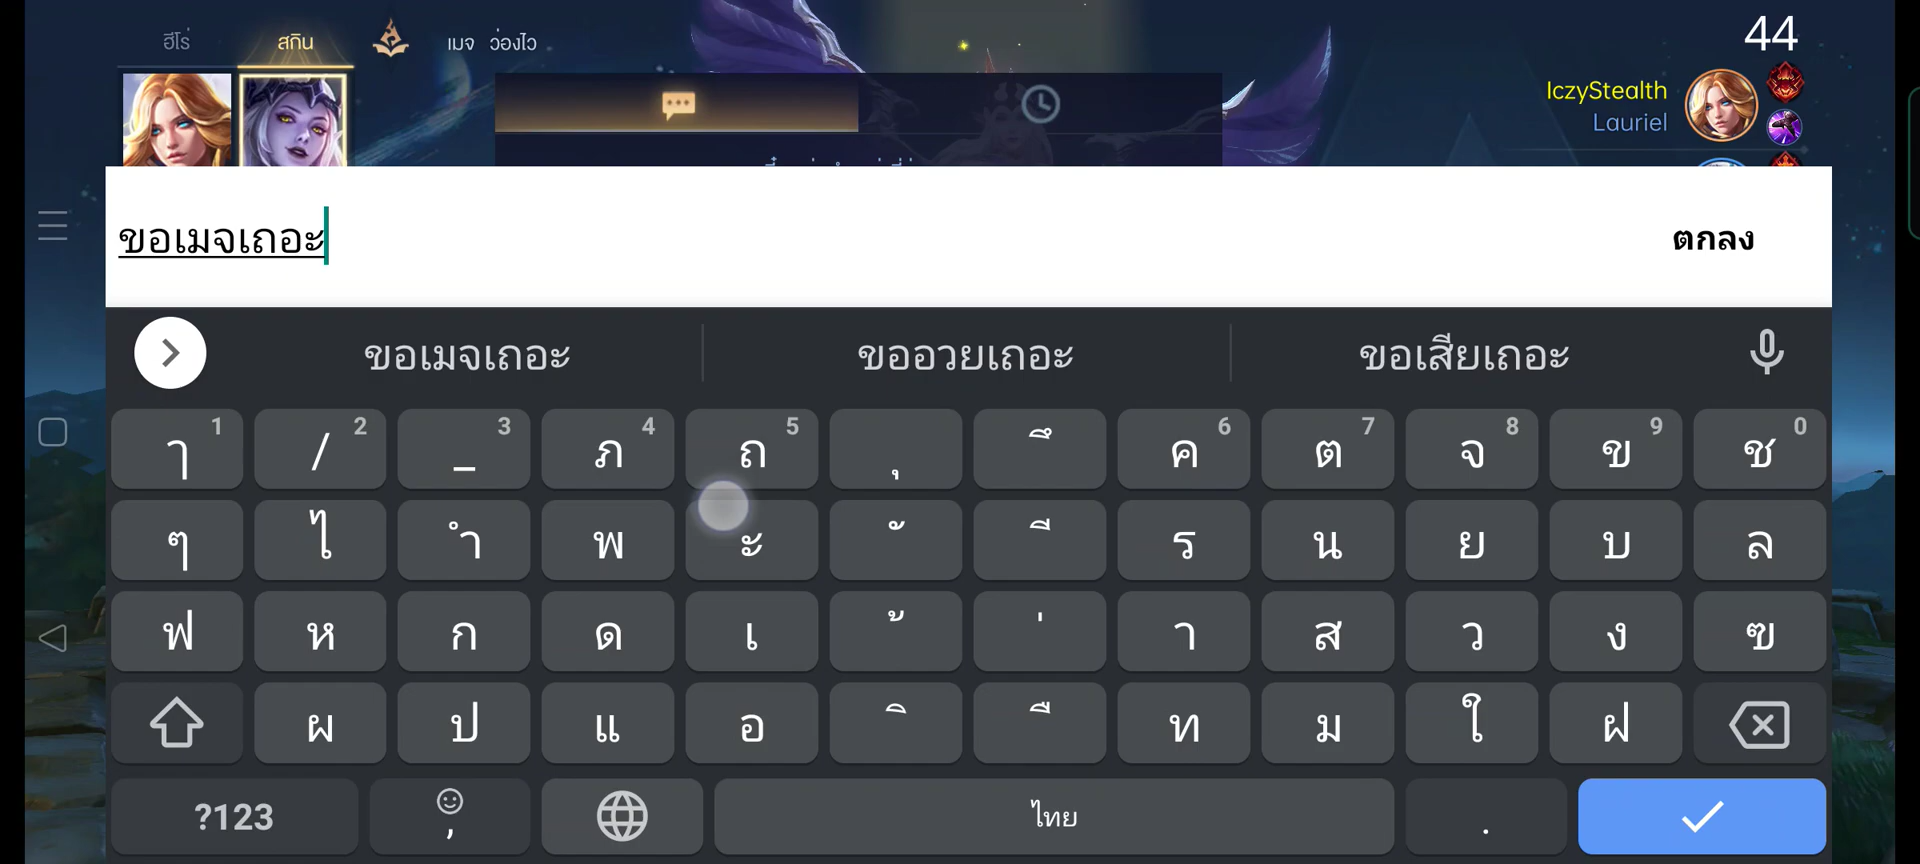 ฮีโร่ สกิน เมจ ว่องไว
44
IczyStealth
Lauriel
ขอเมจเถอะ ตกลง
ขอเมจเถอะ ขออวยเถอะ ขอเสียเถอะ
ๅ 1 / 2 _ 3 ภ 4 ถ 5 ุ ึ ค 6 ต 7 จ 8 ข 9 ช 0
ๆ ไ ำ พ ะ ั ี ร น ย บ ล
ฟ ห ก ด เ ้ ่ า ส ว ง ฃ
ผ ป แ อ ิ ื ท ม ใ ฝ
?123 , ไทย .